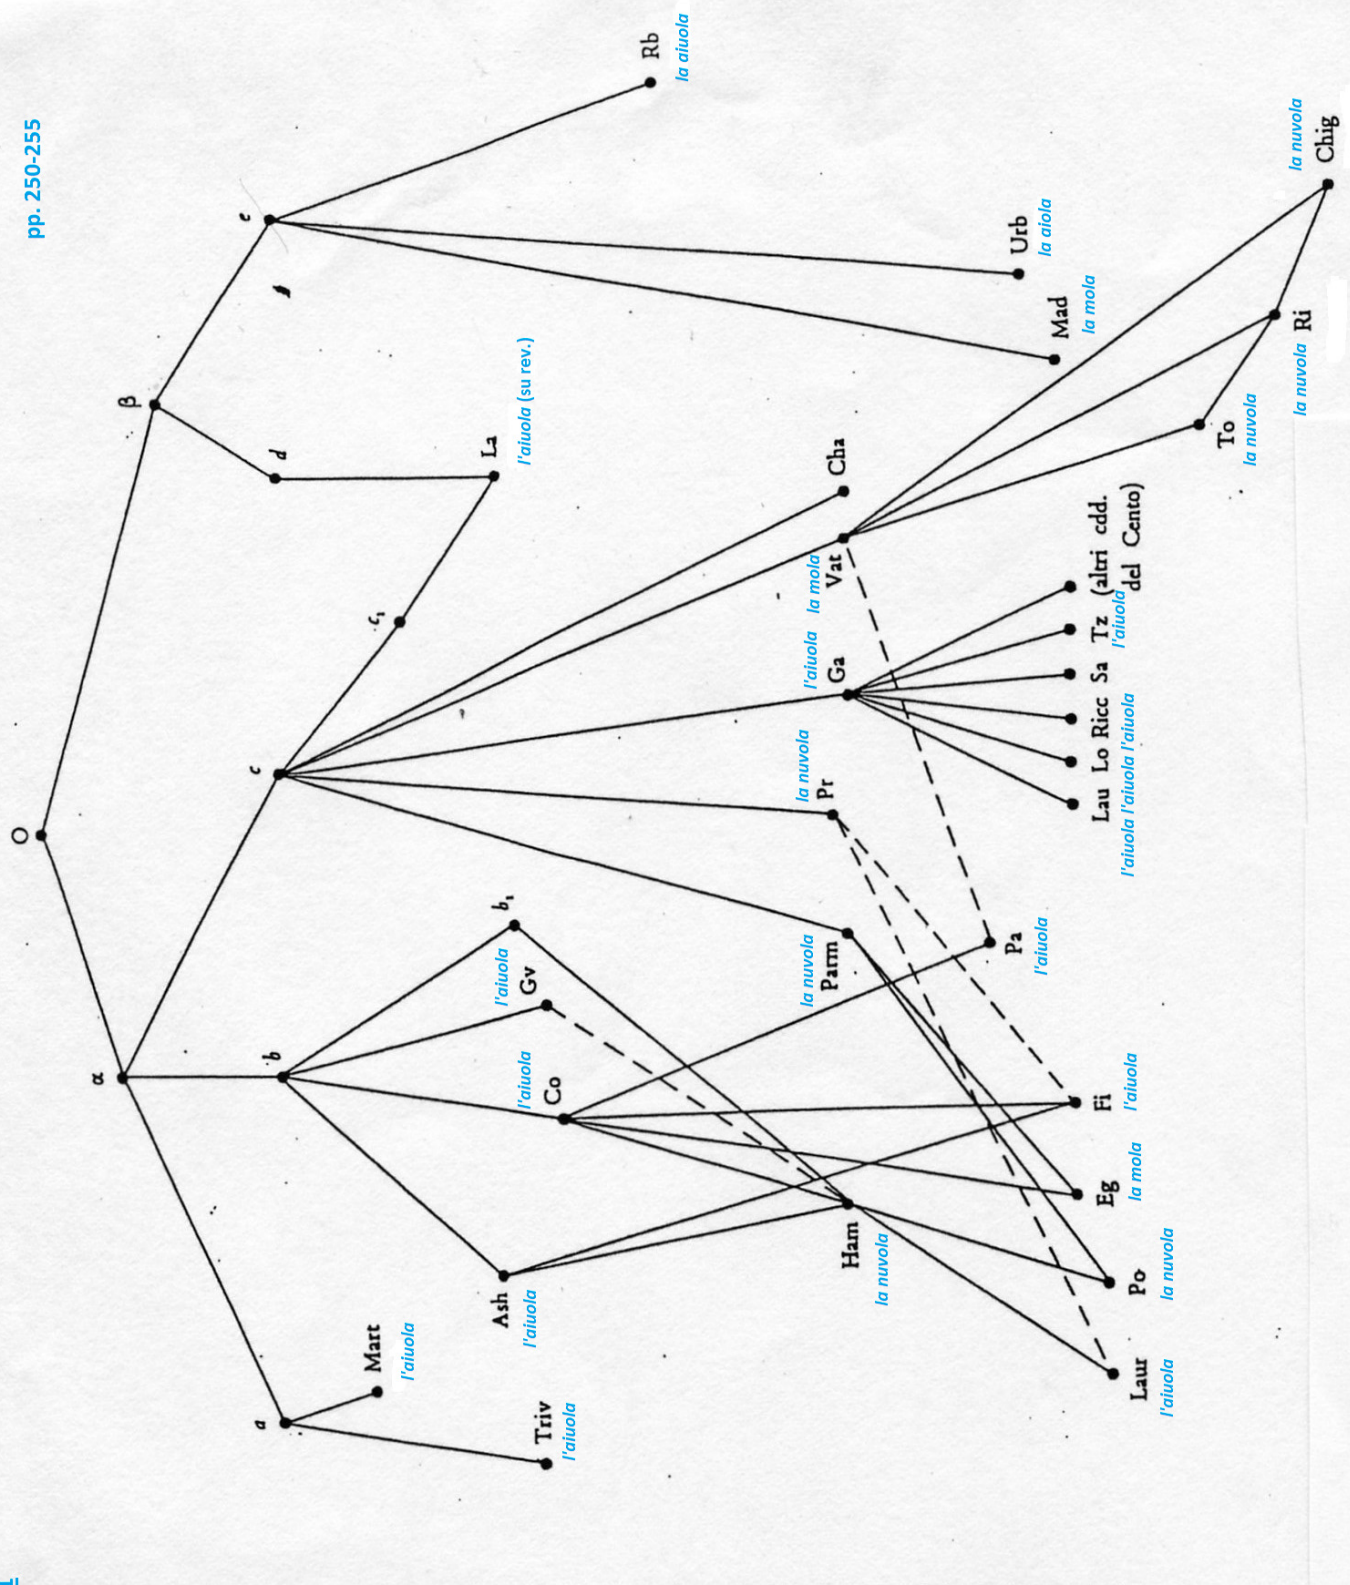 pp. 250-255
O
α
β
a
b
c
d
e
c₁
b₁
Mart
l'aiuola
Triv
l'aiuola
Ash
l'aiuola
Co
l'aiuola
Gv
l'aiuola
La
l'aiuola (su rev.)
Rb
la aiuola
Ham
la nuvola
Parm
la nuvola
Pr
la nuvola
Ga
l'aiuola
Vat
la mola
Cha
Urb
la aiola
Mad
la mola
Laur
l'aiuola
Po
la nuvola
Eg
la mola
Fi
l'aiuola
Pa
l'aiuola
Lau Lo Ricc Sa Tz (altri cdd.
del Cento)
l'aiuola l'aiuola l'aiuola
l'aiuola
To
la nuvola
Ri
la nuvola
Chig
la nuvola